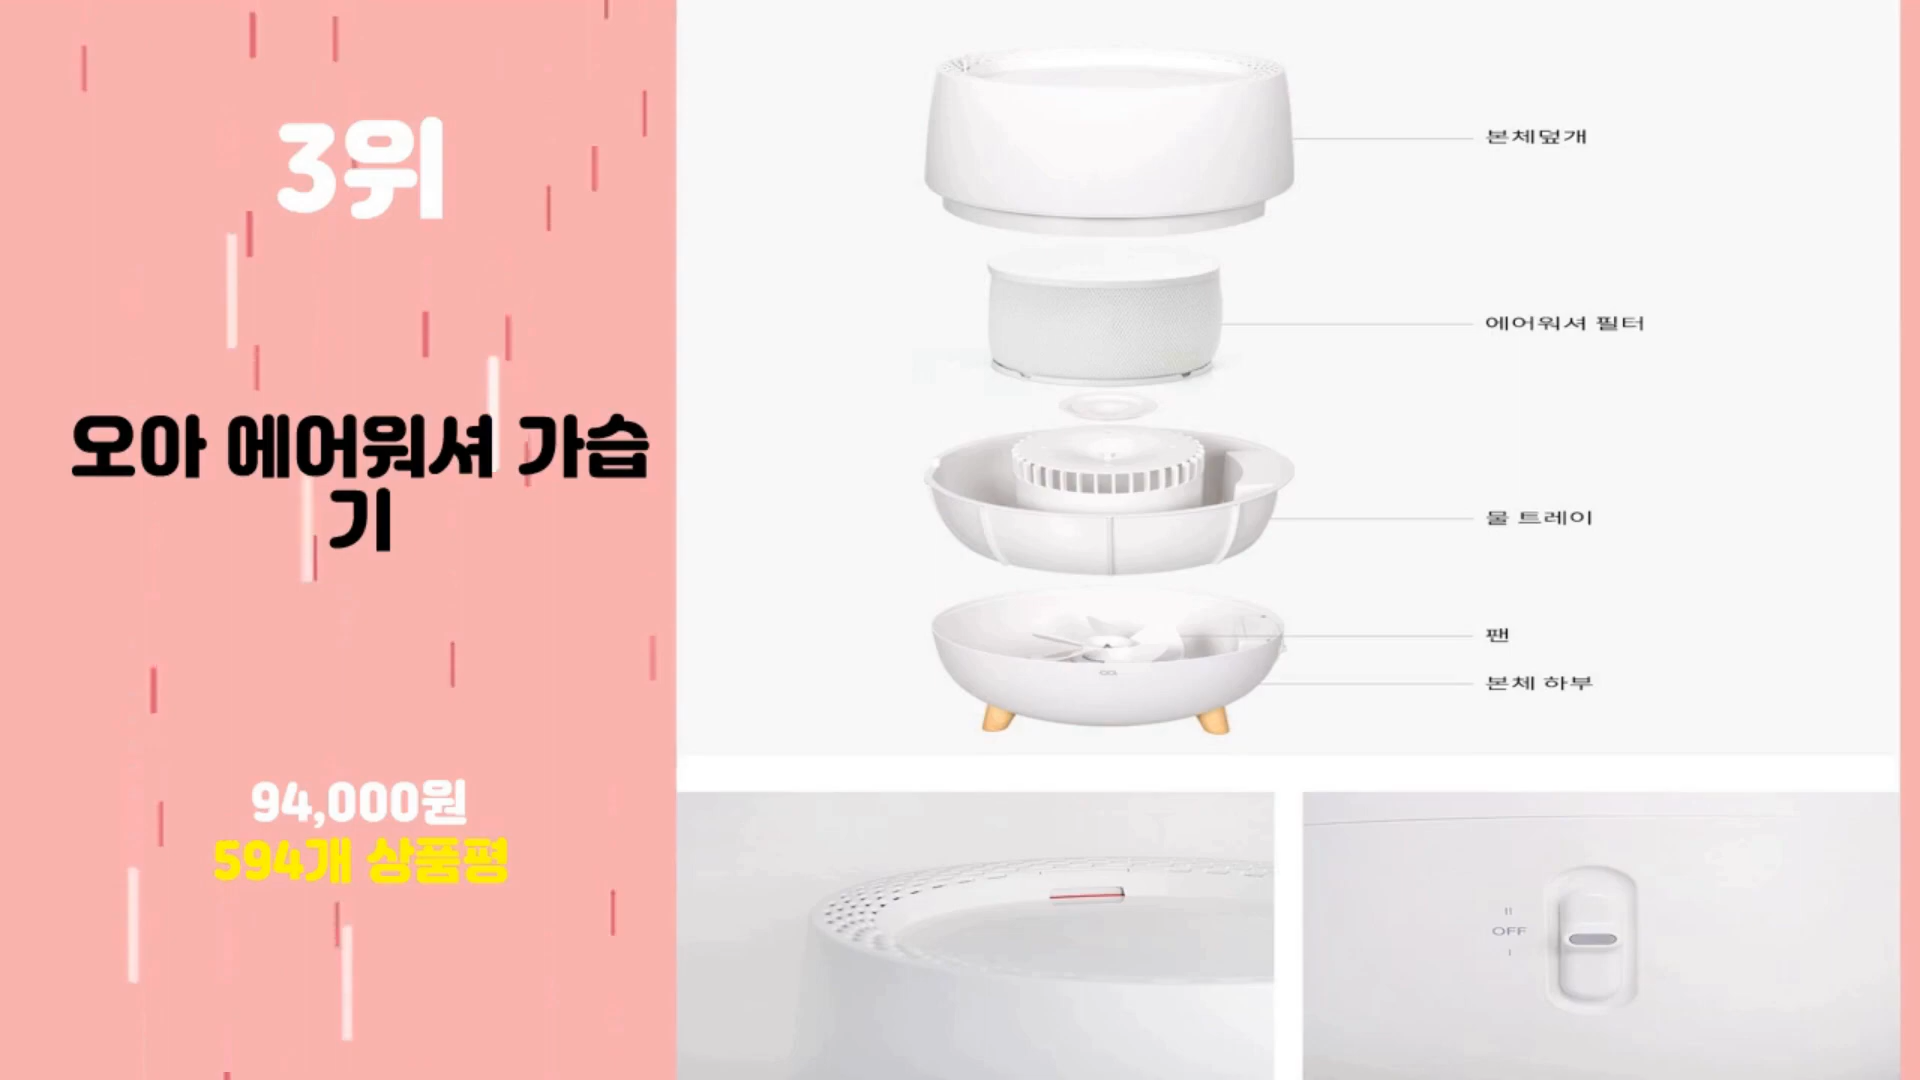 3위
오아 에어워셔 가습
기
94,000원
594개 상품평
본체덮개
에어워셔 필터
물 트레이
팬
본체 하부
II
OFF
I